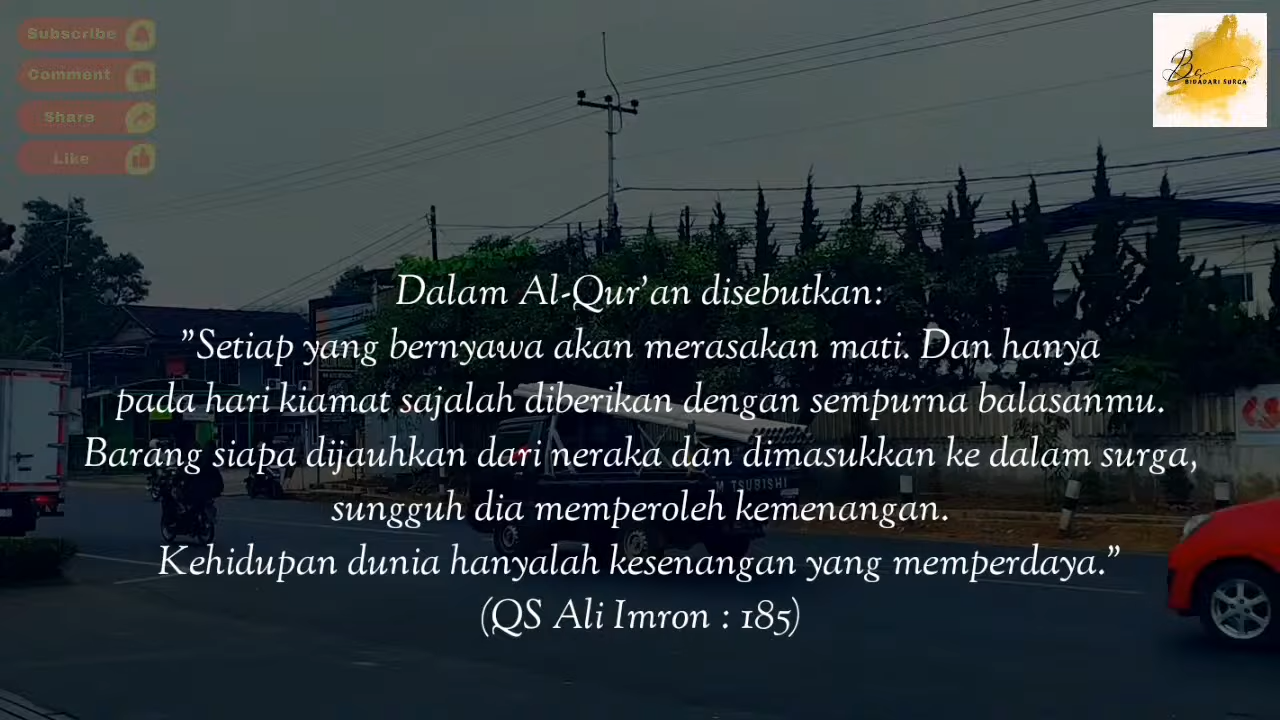 Subscribe
Comment
Share
Like
Bs
BIDADARI SURGA
Dalam Al-Qur'an disebutkan:
"Setiap yang bernyawa akan merasakan mati. Dan hanya
pada hari kiamat sajalah diberikan dengan sempurna balasanmu.
Barang siapa dijauhkan dari neraka dan dimasukkan ke dalam surga,
sungguh dia memperoleh kemenangan.
Kehidupan dunia hanyalah kesenangan yang memperdaya."
(QS Ali Imron : 185)
M TSUBISHI